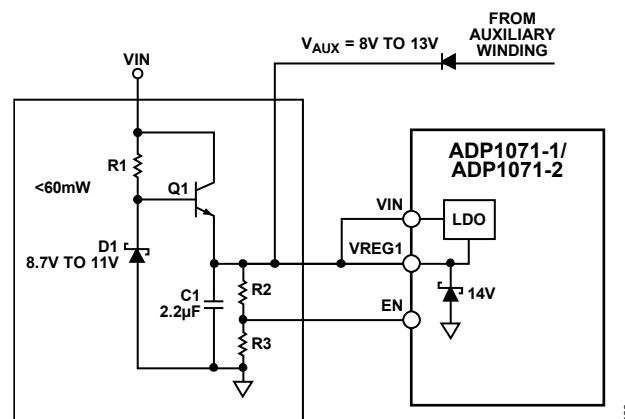 FROM
AUXILIARY
WINDING
VAUX = 8V TO 13V
VIN
R1
<60mW
Q1
D1
8.7V TO 11V
C1
2.2µF
R2
R3
ADP1071-1/
ADP1071-2
VIN
LDO
VREG1
14V
EN